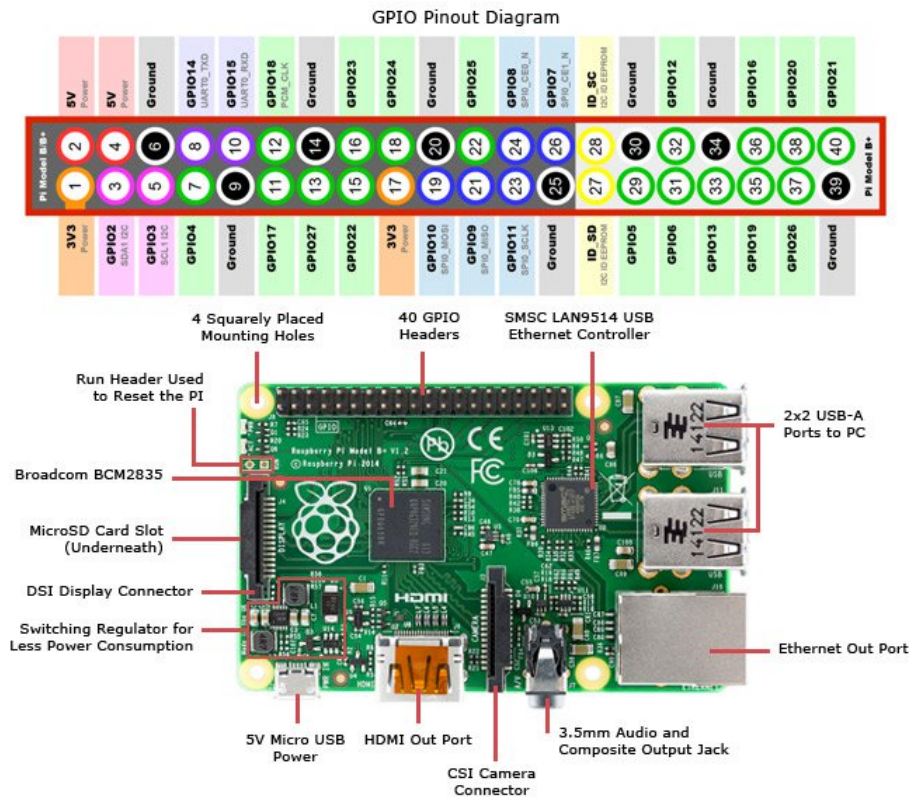 GPIO Pinout Diagram
5V Power
5V Power
Ground
GPIO14 UART0_TXD
GPIO15 UART0_RXD
GPIO18 PCM_CLK
Ground
GPIO23
GPIO24
Ground
GPIO25
GPIO8 SPI0_CE0_N
GPIO7 SPI0_CE1_N
ID_SC I2C ID EEPROM
Ground
GPIO12
Ground
GPIO16
GPIO20
GPIO21
Pi Model B/B+
2 4 6 8 10 12 14 16 18 20 22 24 26 28 30 32 34 36 38 40
1 3 5 7 9 11 13 15 17 19 21 23 25 27 29 31 33 35 37 39
Pi Model B+
3V3 Power
GPIO2 SDA1 I2C
GPIO3 SCL1 I2C
GPIO4
Ground
GPIO17
GPIO27
GPIO22
3V3 Power
GPIO10 SPI0_MOSI
GPIO9 SPI0_MISO
GPIO11 SPI0_SCLK
Ground
ID_SD I2C ID EEPROM
GPIO5
GPIO6
GPIO13
GPIO19
GPIO26
Ground
4 Squarely Placed
Mounting Holes
40 GPIO
Headers
SMSC LAN9514 USB
Ethernet Controller
Run Header Used
to Reset the PI
2x2 USB-A
Ports to PC
Broadcom BCM2835
MicroSD Card Slot
(Underneath)
DSI Display Connector
Switching Regulator for
Less Power Consumption
Ethernet Out Port
5V Micro USB
Power
HDMI Out Port
CSI Camera
Connector
3.5mm Audio and
Composite Output Jack
GPIO
Raspberry Pi Model B+ V1.2
© Raspberry Pi 2014
CE
FC
DISPLAY
HDMI
CAMERA
A/V
14122
14122
USB
USB
ETHERNET